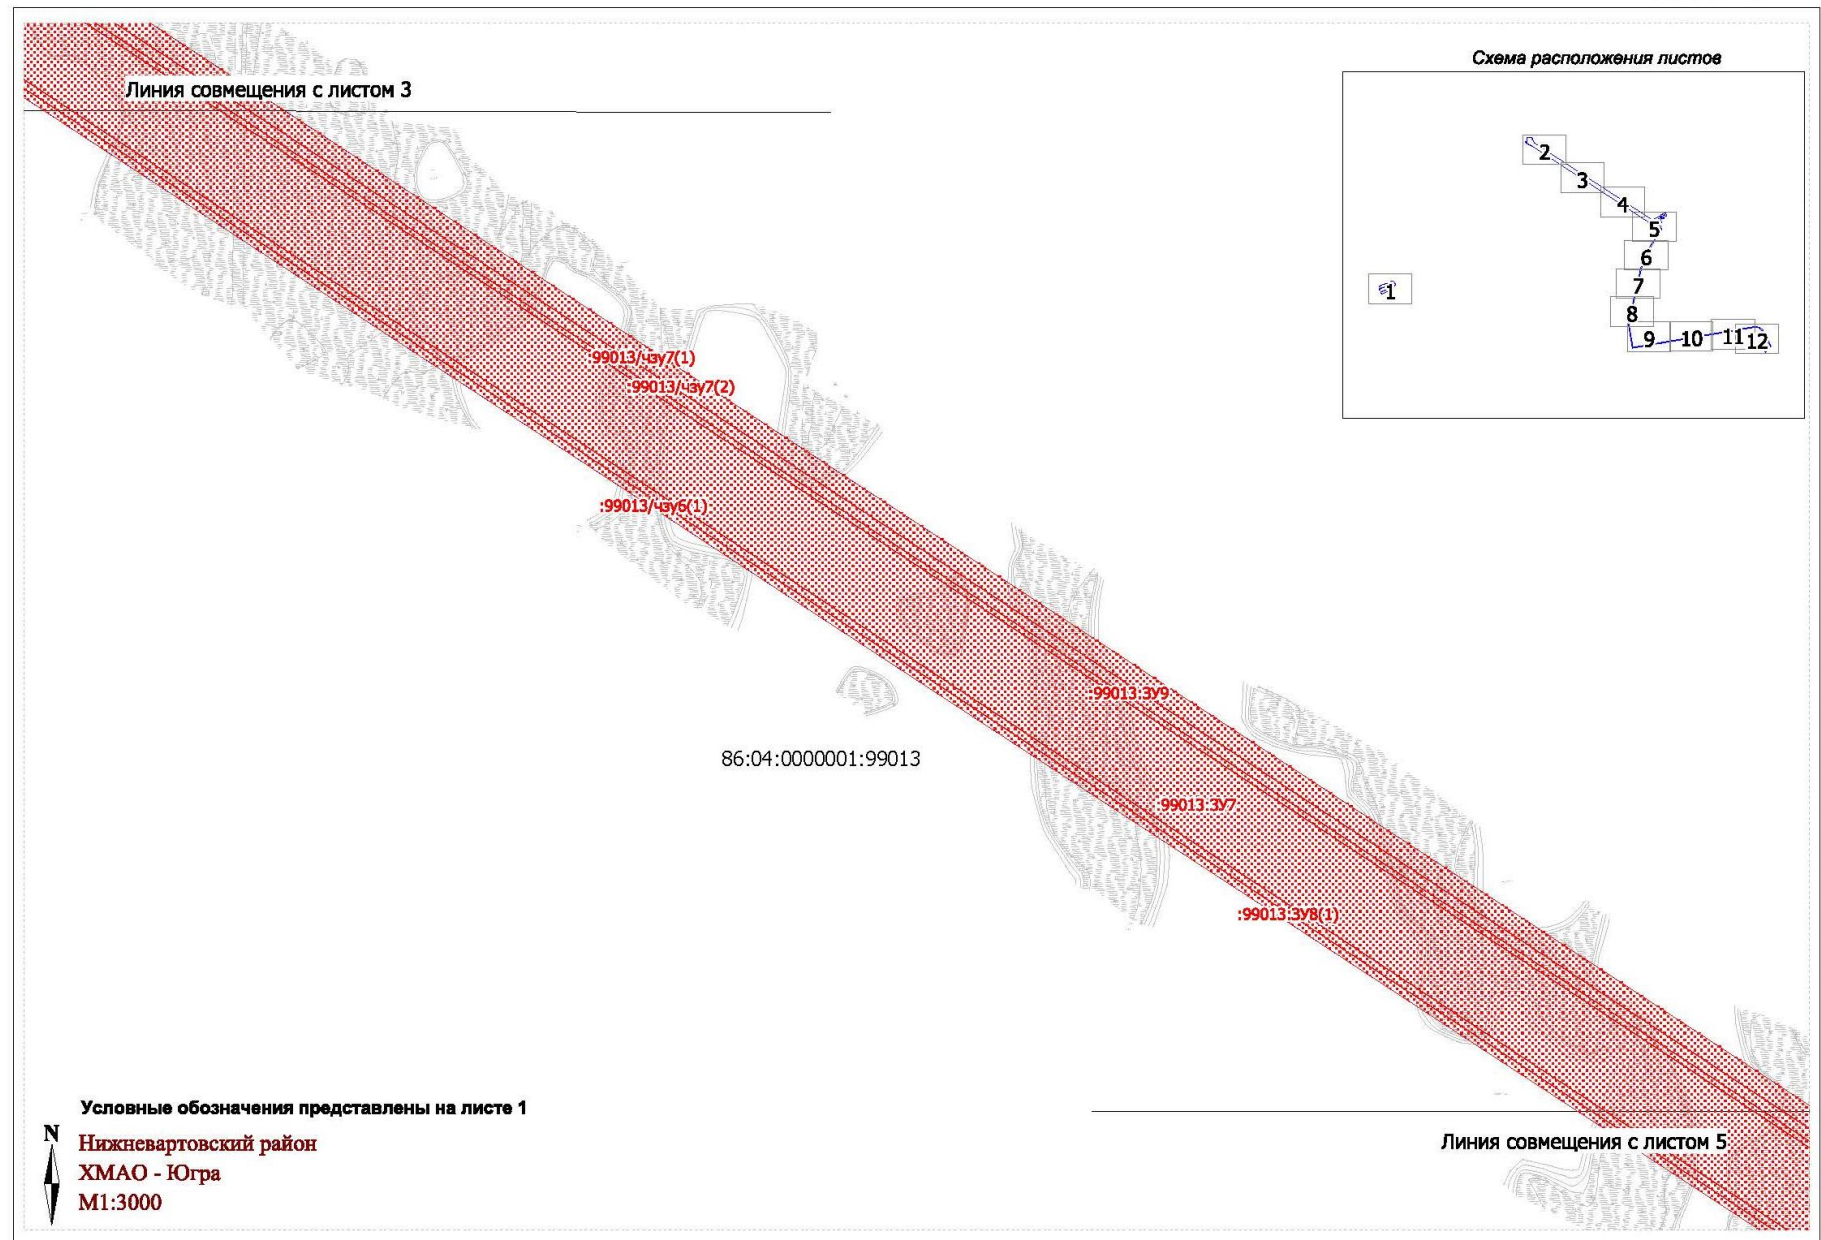 Схема расположения листов
Линия совмещения с листом 3
2
3
4
5
6
7
1
8
9
10
11
12
:99013/чзу7(1)
:99013/чзу7(2)
:99013/чзу6(1)
:99013:ЗУ9
86:04:0000001:99013
:99013:ЗУ7
:99013:ЗУ8(1)
Условные обозначения представлены на листе 1
N
Нижневартовский район
ХМАО - Югра
М1:3000
Линия совмещения с листом 5